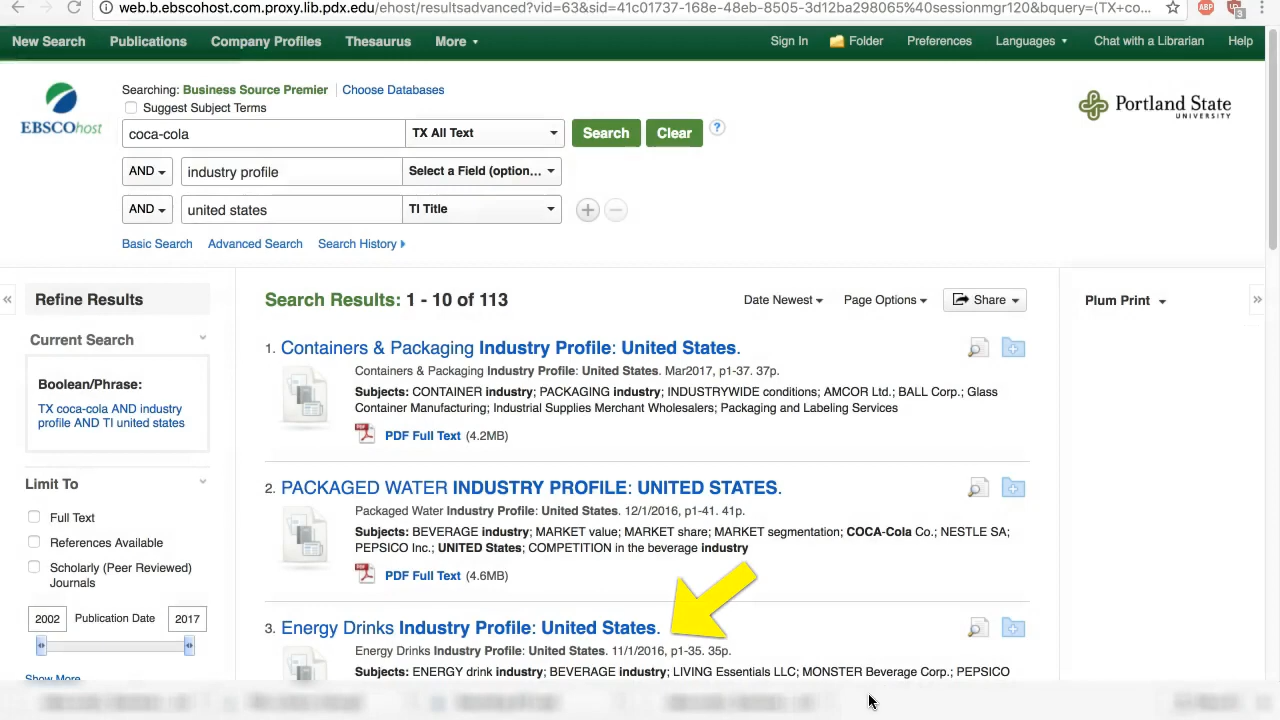 web.b.ebscohost.com.proxy.lib.pdx.edu/ehost/resultsadvanced?vid=63&sid=41c01737-168e-48eb-8505-3d12ba298065%40sessionmgr120&bquery=(TX+co...
ABP
3
New Search Publications Company Profiles Thesaurus More Sign In Folder Preferences Languages Chat with a Librarian Help
Searching: Business Source Premier Choose Databases
Suggest Subject Terms
EBSCOhost
coca-cola TX All Text Search Clear ?
Portland State
UNIVERSITY
AND industry profile Select a Field (option...
AND united states TI Title
Basic Search Advanced Search Search History
Refine Results
Current Search
Boolean/Phrase:
TX coca-cola AND industry
profile AND TI united states
Limit To
Full Text
References Available
Scholarly (Peer Reviewed)
Journals
2002 Publication Date 2017
Show More
Search Results: 1 - 10 of 113 Date Newest Page Options Share
1. Containers & Packaging Industry Profile: United States.
Containers & Packaging Industry Profile: United States. Mar2017, p1-37. 37p.
Subjects: CONTAINER industry; PACKAGING industry; INDUSTRYWIDE conditions; AMCOR Ltd.; BALL Corp.; Glass
Container Manufacturing; Industrial Supplies Merchant Wholesalers; Packaging and Labeling Services
PDF Full Text (4.2MB)
2. PACKAGED WATER INDUSTRY PROFILE: UNITED STATES.
Packaged Water Industry Profile: United States. 12/1/2016, p1-41. 41p.
Subjects: BEVERAGE industry; MARKET value; MARKET share; MARKET segmentation; COCA-Cola Co.; NESTLE SA;
PEPSICO Inc.; UNITED States; COMPETITION in the beverage industry
PDF Full Text (4.6MB)
3. Energy Drinks Industry Profile: United States.
Energy Drinks Industry Profile: United States. 11/1/2016, p1-35. 35p.
Subjects: ENERGY drink industry; BEVERAGE industry; LIVING Essentials LLC; MONSTER Beverage Corp.; PEPSICO
Plum Print